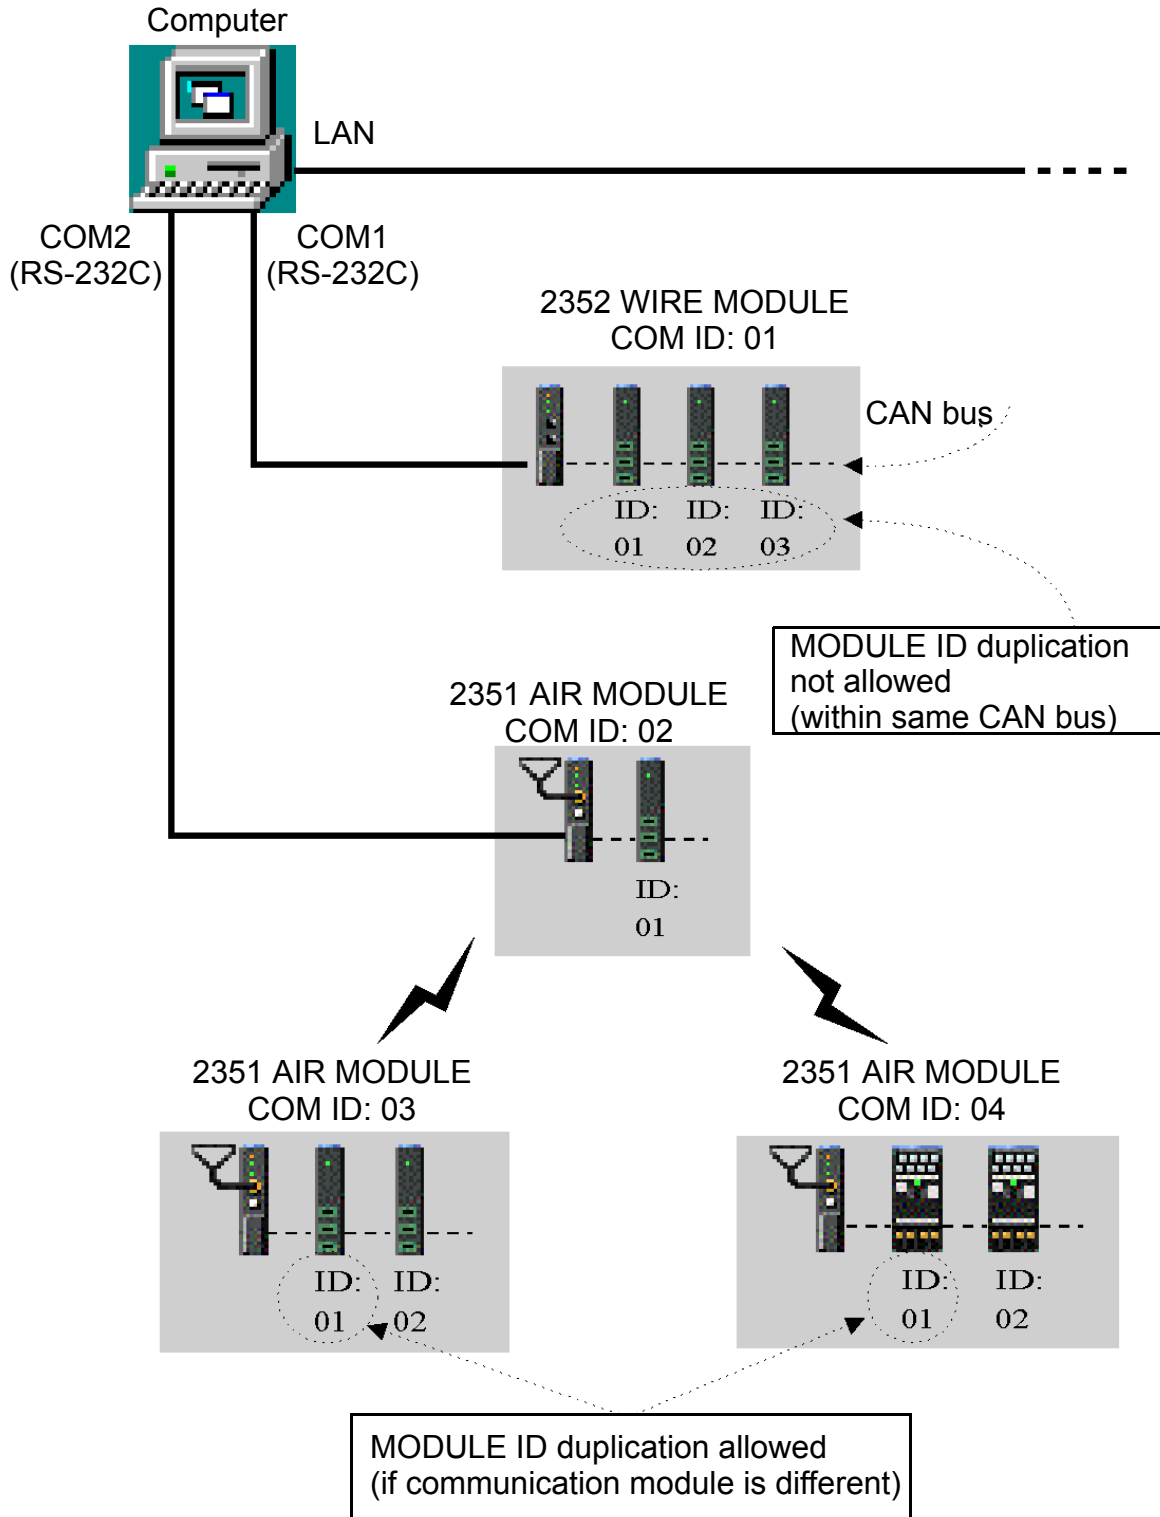 Computer
LAN
COM2
(RS-232C)
COM1
(RS-232C)
2352 WIRE MODULE
COM ID: 01
CAN bus
ID:
01
ID:
02
ID:
03
MODULE ID duplication
not allowed
(within same CAN bus)
2351 AIR MODULE
COM ID: 02
ID:
01
2351 AIR MODULE
COM ID: 03
ID:
01
ID:
02
2351 AIR MODULE
COM ID: 04
ID:
01
ID:
02
MODULE ID duplication allowed
(if communication module is different)